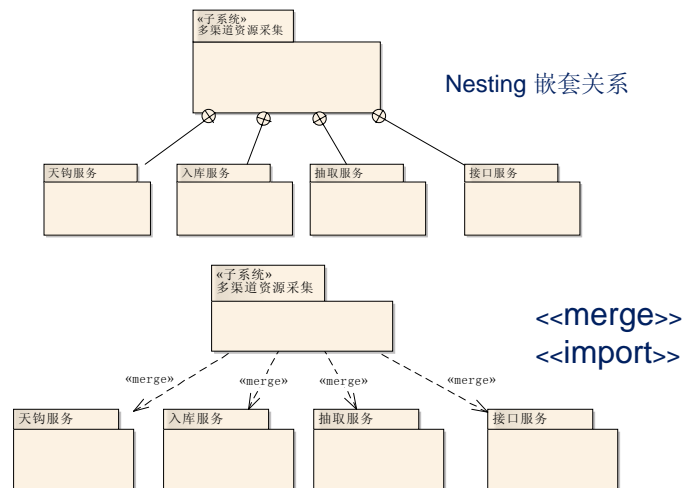 «子系统»
多渠道资源采集
Nesting 嵌套关系
天钩服务
入库服务
抽取服务
接口服务
«子系统»
多渠道资源采集
<<merge>>
<<import>>
«merge»
«merge»
«merge»
«merge»
天钩服务
入库服务
抽取服务
接口服务